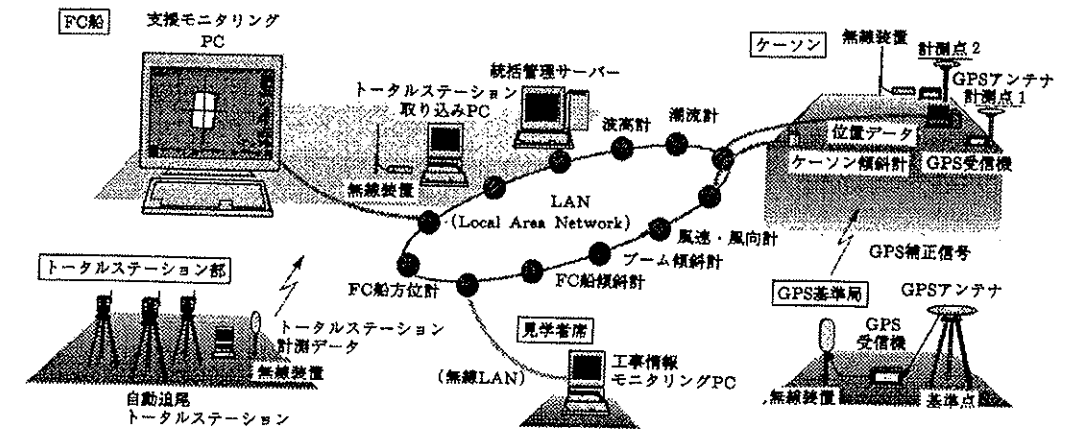 FC船
支援モニタリング
PC
トータルステーション
取り込みPC
統括管理サーバー
無線装置
波高計
潮流計
LAN
(Local Area Network)
風速・風向計
ブーム傾斜計
FC船傾斜計
FC船方位計
ケーソン
無線装置
計測点2
GPSアンテナ
計測点1
位置データ
ケーソン傾斜計
GPS受信機
GPS補正信号
トータルステーション部
トータルステーション
計測データ
無線装置
自動追尾
トータルステーション
見学者席
(無線LAN)
工事情報
モニタリングPC
GPS基準局
GPSアンテナ
GPS
受信機
無線装置
基準点